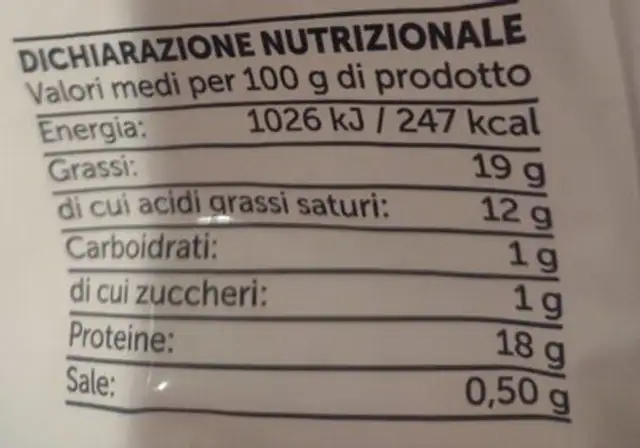 DICHIARAZIONE NUTRIZIONALE
Valori medi per 100 g di prodotto
Energia: 1026 kJ / 247 kcal
Grassi: 19 g
di cui acidi grassi saturi: 12 g
Carboidrati: 1 g
di cui zuccheri: 1 g
Proteine: 18 g
Sale: 0,50 g